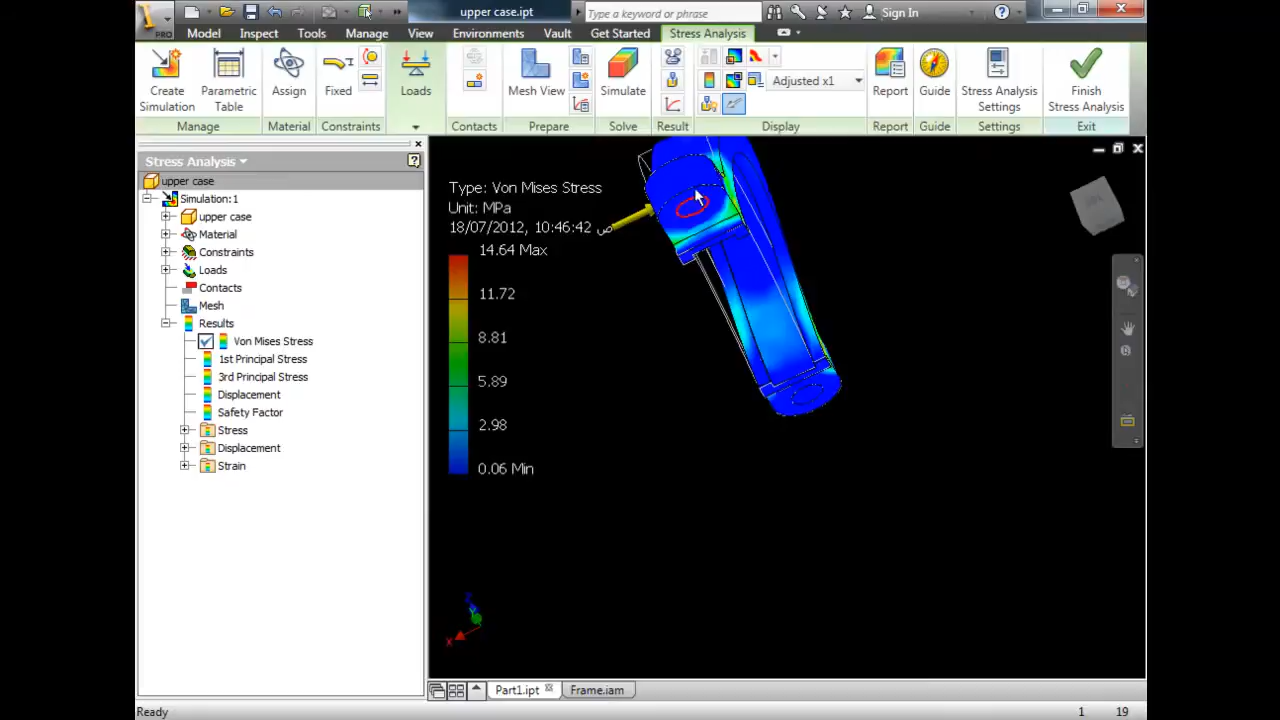 PRO
upper case.ipt
Type a keyword or phrase
Sign In
Model Inspect Tools Manage View Environments Vault Get Started Stress Analysis
Create Simulation
Parametric Table
Assign
Fixed
Loads
Mesh View
Simulate
Adjusted x1
Report
Guide
Stress Analysis Settings
Finish Stress Analysis
Manage Material Constraints Contacts Prepare Solve Result Display Report Guide Settings Exit
Stress Analysis
upper case
Simulation:1
upper case
Material
Constraints
Loads
Contacts
Mesh
Results
Von Mises Stress
1st Principal Stress
3rd Principal Stress
Displacement
Safety Factor
Stress
Displacement
Strain
Type: Von Mises Stress
Unit: MPa
18/07/2012, 10:46:42 ص
14.64 Max
11.72
8.81
5.89
2.98
0.06 Min
Z
X
Part1.ipt Frame.iam
Ready 1 19